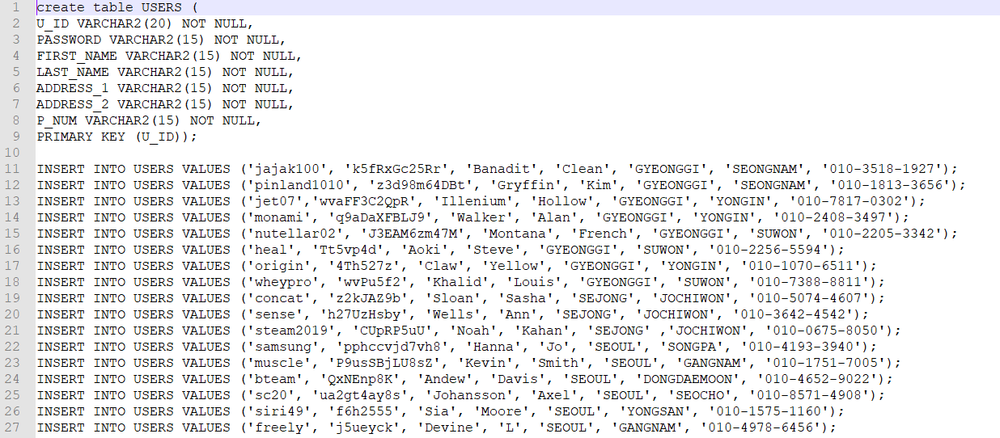 1 create table USERS (
2 U_ID VARCHAR2(20) NOT NULL,
3 PASSWORD VARCHAR2(15) NOT NULL,
4 FIRST_NAME VARCHAR2(15) NOT NULL,
5 LAST_NAME VARCHAR2(15) NOT NULL,
6 ADDRESS_1 VARCHAR2(15) NOT NULL,
7 ADDRESS_2 VARCHAR2(15) NOT NULL,
8 P_NUM VARCHAR2(15) NOT NULL,
9 PRIMARY KEY (U_ID));
10
11 INSERT INTO USERS VALUES ('jajak100', 'k5fRxGc25Rr', 'Banadit', 'Clean', 'GYEONGGI', 'SEONGNAM', '010-3518-1927');
12 INSERT INTO USERS VALUES ('pinland1010', 'z3d98m64DBt', 'Gryffin', 'Kim', 'GYEONGGI', 'SEONGNAM', '010-1813-3656');
13 INSERT INTO USERS VALUES ('jet07','wvaFF3C2QpR', 'Illenium', 'Hollow', 'GYEONGGI', 'YONGIN', '010-7817-0302');
14 INSERT INTO USERS VALUES ('monami', 'q9aDaXFBLJ9', 'Walker', 'Alan', 'GYEONGGI', 'YONGIN', '010-2408-3497');
15 INSERT INTO USERS VALUES ('nutellar02', 'J3EAM6zm47M', 'Montana', 'French', 'GYEONGGI', 'SUWON', '010-2205-3342');
16 INSERT INTO USERS VALUES ('heal', 'Tt5vp4d', 'Aoki', 'Steve', 'GYEONGGI', 'SUWON', '010-2256-5594');
17 INSERT INTO USERS VALUES ('origin', '4Th527z', 'Claw', 'Yellow', 'GYEONGGI', 'YONGIN', '010-1070-6511');
18 INSERT INTO USERS VALUES ('wheypro', 'wvPu5f2', 'Khalid', 'Louis', 'GYEONGGI', 'SUWON', '010-7388-8811');
19 INSERT INTO USERS VALUES ('concat', 'z2kJAZ9b', 'Sloan', 'Sasha', 'SEJONG', 'JOCHIWON', '010-5074-4607');
20 INSERT INTO USERS VALUES ('sense', 'h27UzHsby', 'Wells', 'Ann', 'SEJONG', 'JOCHIWON', '010-3642-4542');
21 INSERT INTO USERS VALUES ('steam2019', 'CUpRP5uU', 'Noah', 'Kahan', 'SEJONG' ,'JOCHIWON', '010-0675-8050');
22 INSERT INTO USERS VALUES ('samsung', 'pphccvjd7vh8', 'Hanna', 'Jo', 'SEOUL', 'SONGPA', '010-4193-3940');
23 INSERT INTO USERS VALUES ('muscle', 'P9usSBjLU8sZ', 'Kevin', 'Smith', 'SEOUL', 'GANGNAM', '010-1751-7005');
24 INSERT INTO USERS VALUES ('bteam', 'QxNEnp8K', 'Andew', 'Davis', 'SEOUL', 'DONGDAEMOON', '010-4652-9022');
25 INSERT INTO USERS VALUES ('sc20', 'ua2gt4ay8s', 'Johansson', 'Axel', 'SEOUL', 'SEOCHO', '010-8571-4908');
26 INSERT INTO USERS VALUES ('siri49', 'f6h2555', 'Sia', 'Moore', 'SEOUL', 'YONGSAN', '010-1575-1160');
27 INSERT INTO USERS VALUES ('freely', 'j5ueyck', 'Devine', 'L', 'SEOUL', 'GANGNAM', '010-4978-6456');